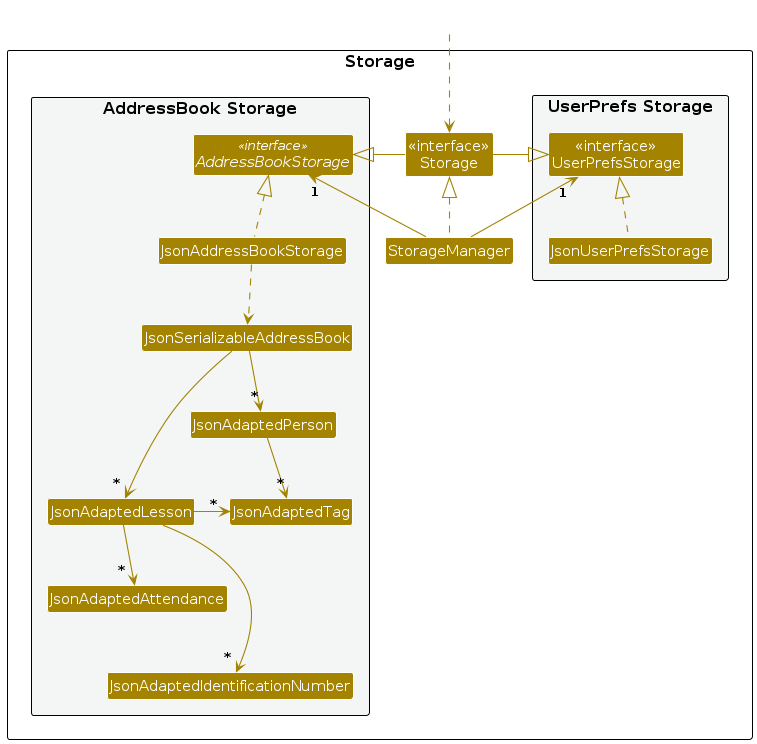 Storage
AddressBook Storage
UserPrefs Storage
«interface»
AddressBookStorage
«interface»
Storage
«interface»
UserPrefsStorage
1
1
JsonAddressBookStorage
StorageManager
JsonUserPrefsStorage
JsonSerializableAddressBook
*
JsonAdaptedPerson
*
*
JsonAdaptedLesson
*
JsonAdaptedTag
*
JsonAdaptedAttendance
*
JsonAdaptedIdentificationNumber